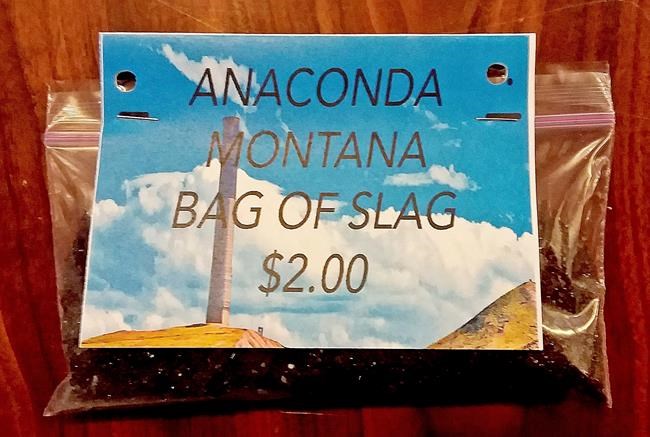 ANACONDA
MONTANA
BAG OF SLAG
$2.00